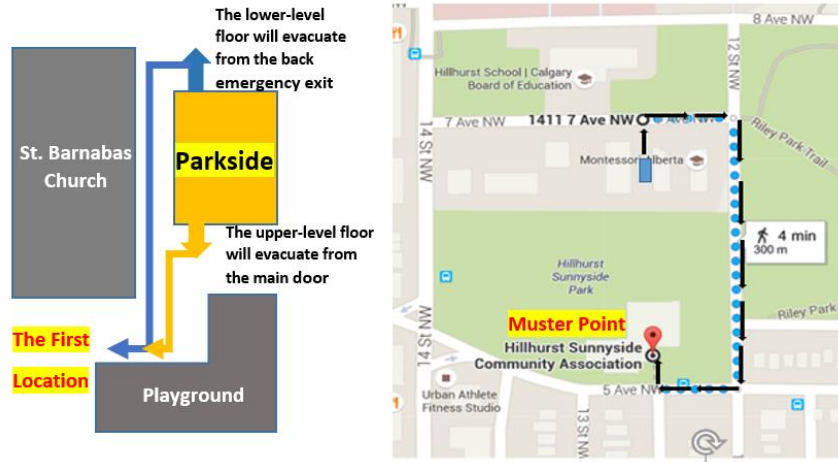 The lower-level
floor will evacuate
from the back
emergency exit
St. Barnabas
Church
Parkside
The upper-level floor
will evacuate from
the main door
The First
Location
Playground
8 Ave NW
12 St NW
Hillhurst School | Calgary
Board of Education
7 Ave NW
1411 7 Ave NW
14 St NW
Riley Park Trail
Montessori Alberta
4 min
300 m
Hillhurst
Sunnyside
Park
Muster Point
Riley Park
Hillhurst Sunnyside
Community Association
14 St NW
Urban Athlete
Fitness Studio
5 Ave NW
13 St NW